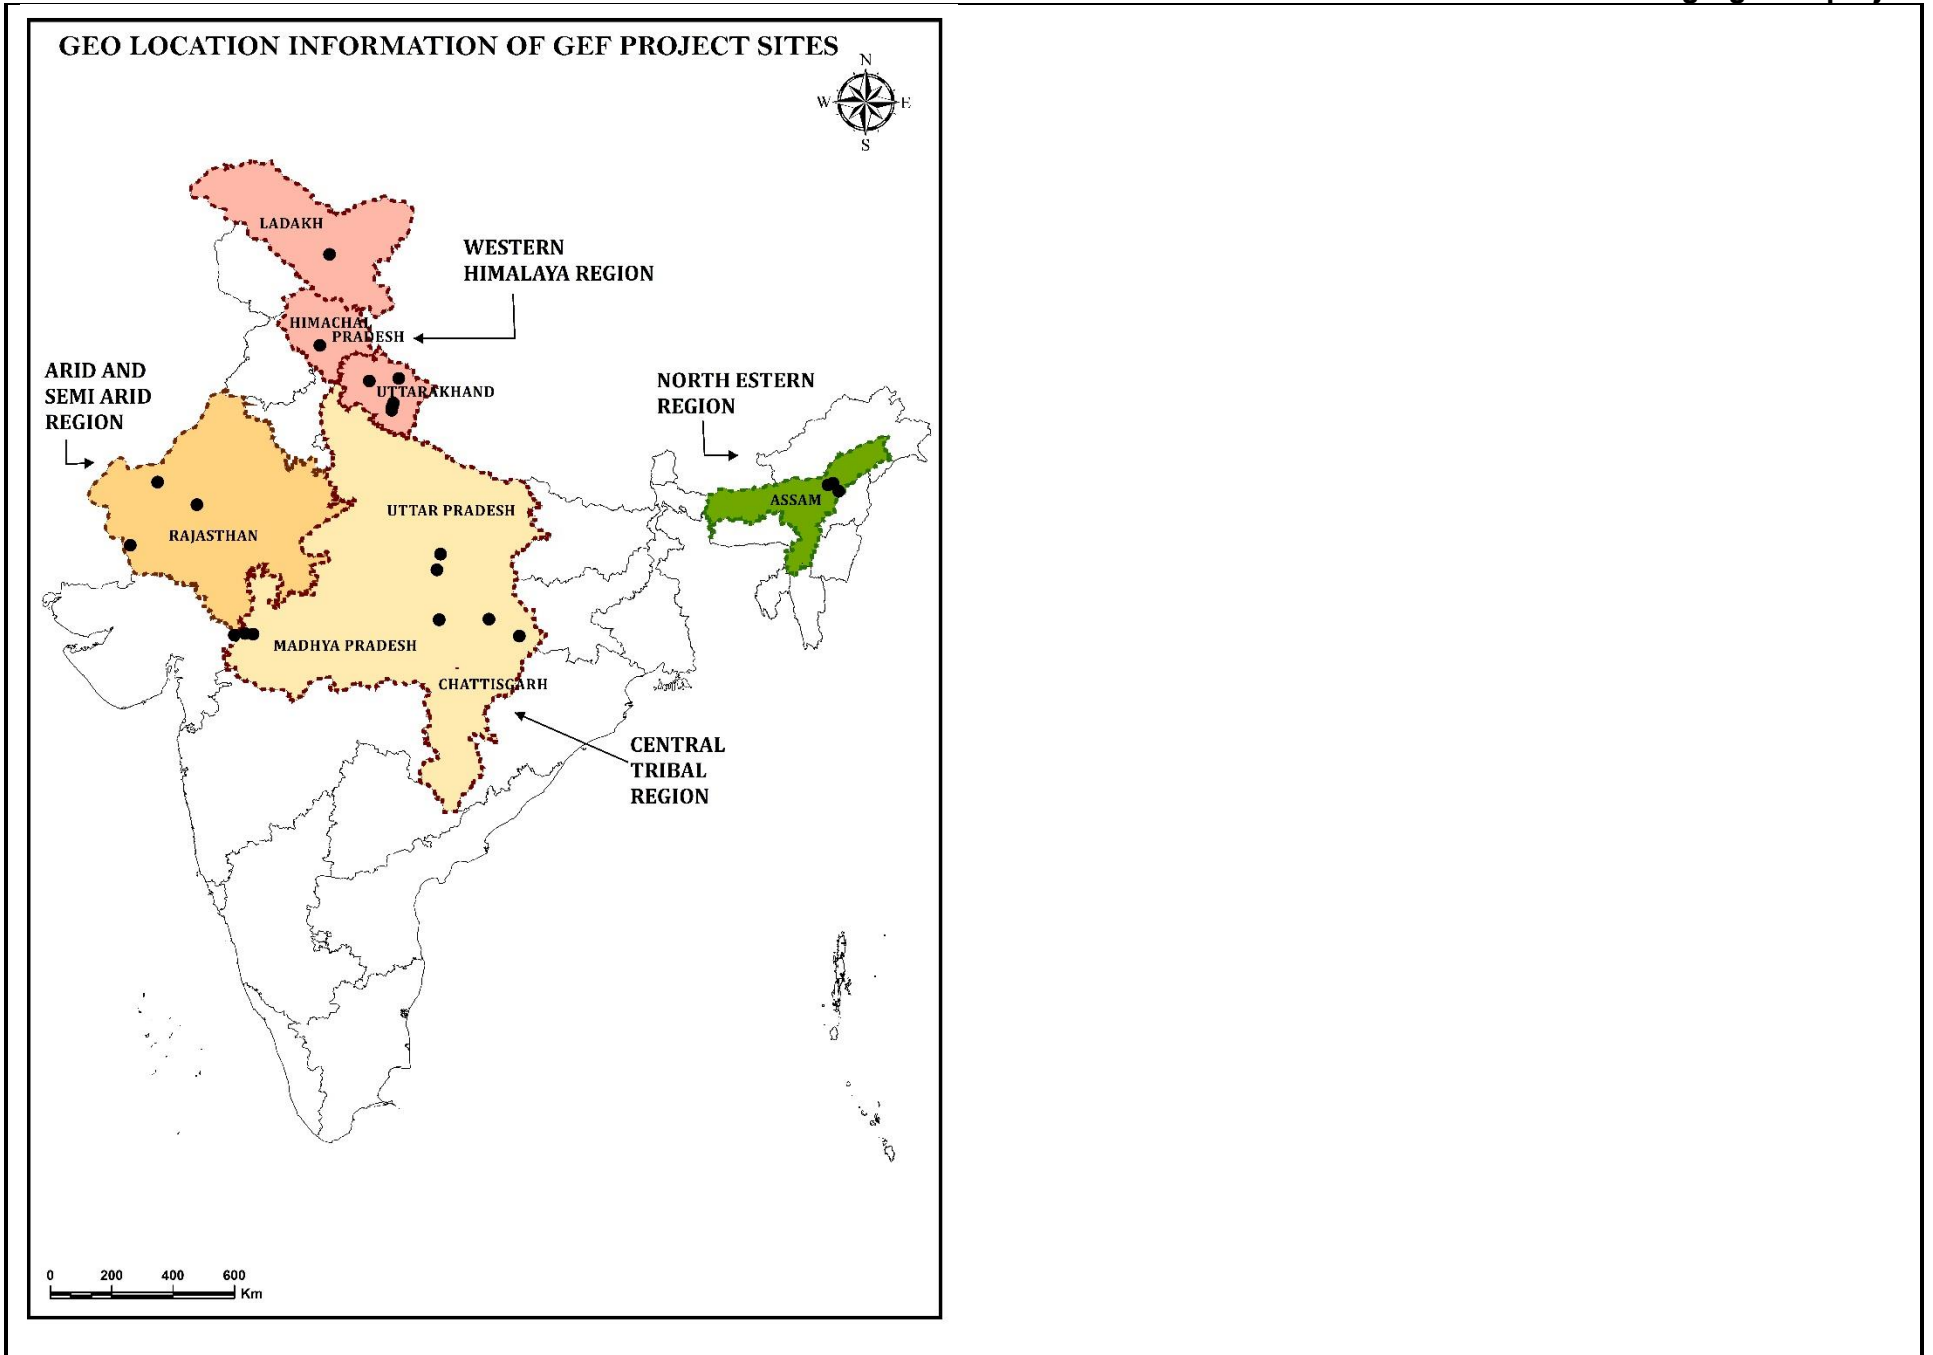 GEO LOCATION INFORMATION OF GEF PROJECT SITES
N
W
E
S
LADAKH
WESTERN
HIMALAYA REGION
HIMACHAL
PRADESH
ARID AND
SEMI ARID
REGION
UTTARAKHAND
NORTH ESTERN
REGION
ASSAM
UTTAR PRADESH
RAJASTHAN
MADHYA PRADESH
CHATTISGARH
CENTRAL
TRIBAL
REGION
0 200 400 600
Km